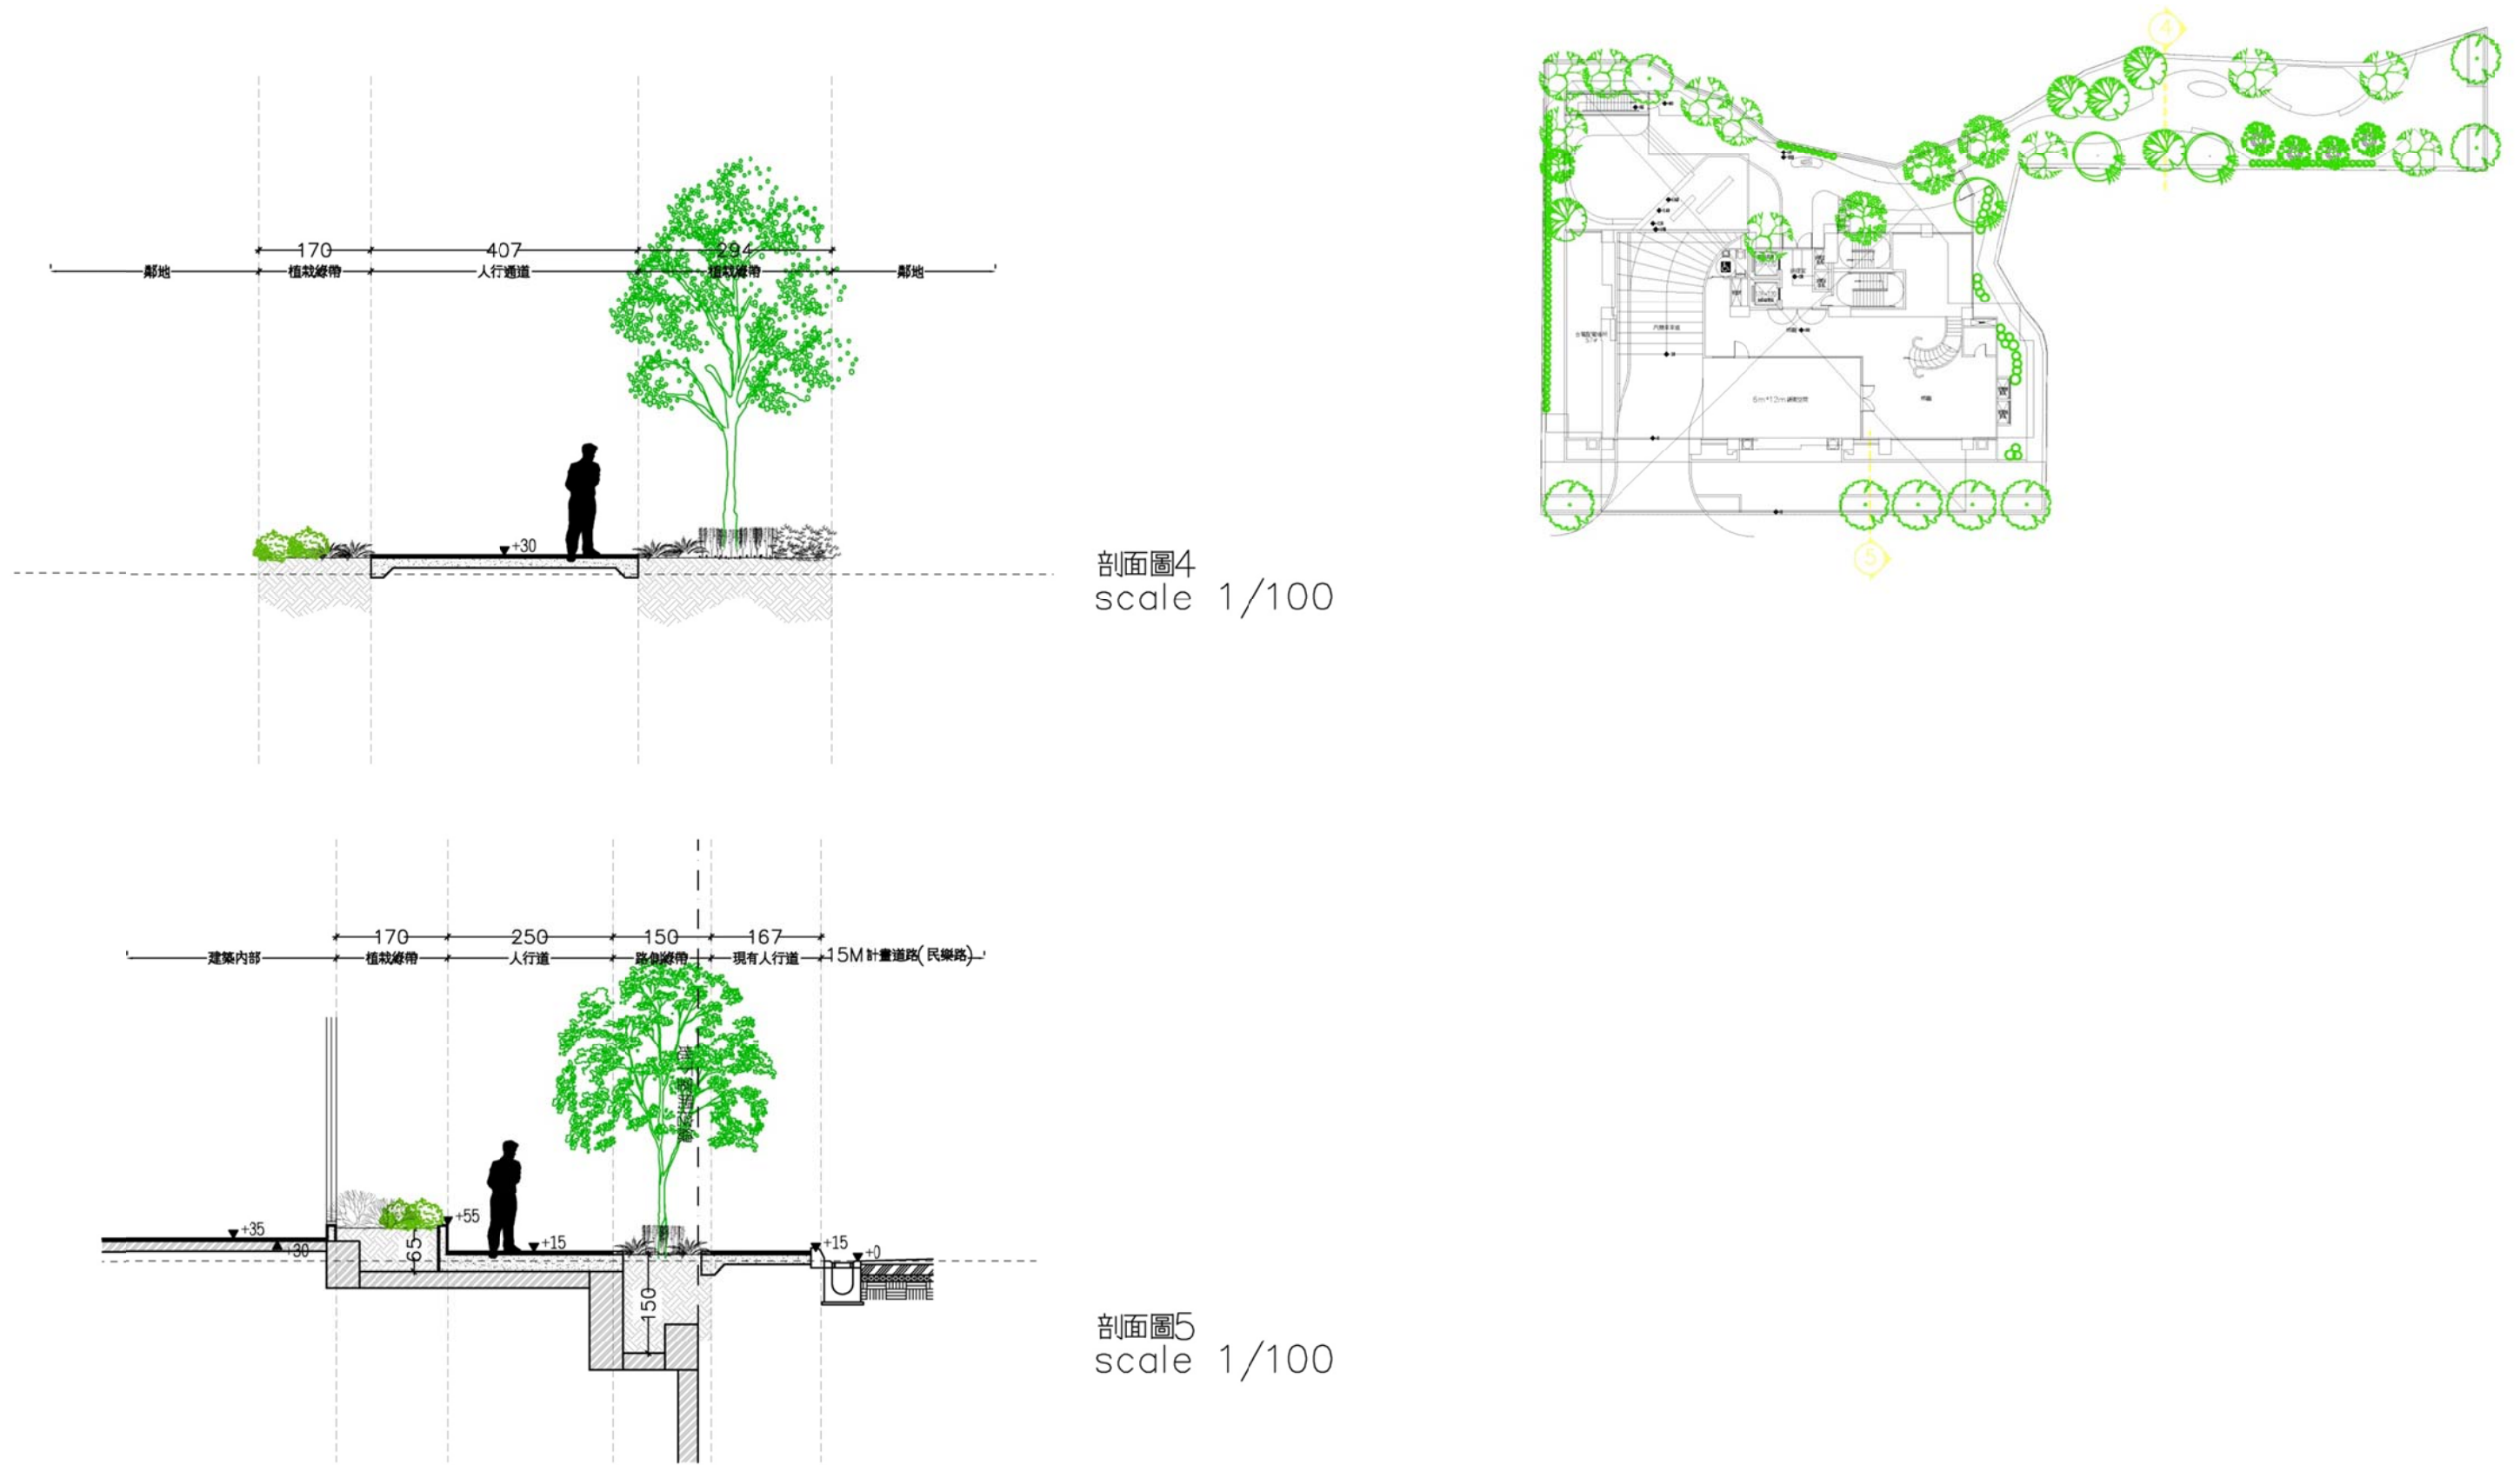 170 407 294
鄰地 植栽綠帶 人行通道 植栽綠帶 鄰地
+30
剖面圖4
scale 1/100
4
6m*12m
5
170 250 150 167
建築內部 植栽綠帶 人行道 路側綠帶 現有人行道 15M計畫道路(民樂路)
+35
+30
65
+55
+15
150
+15
+0
剖面圖5
scale 1/100